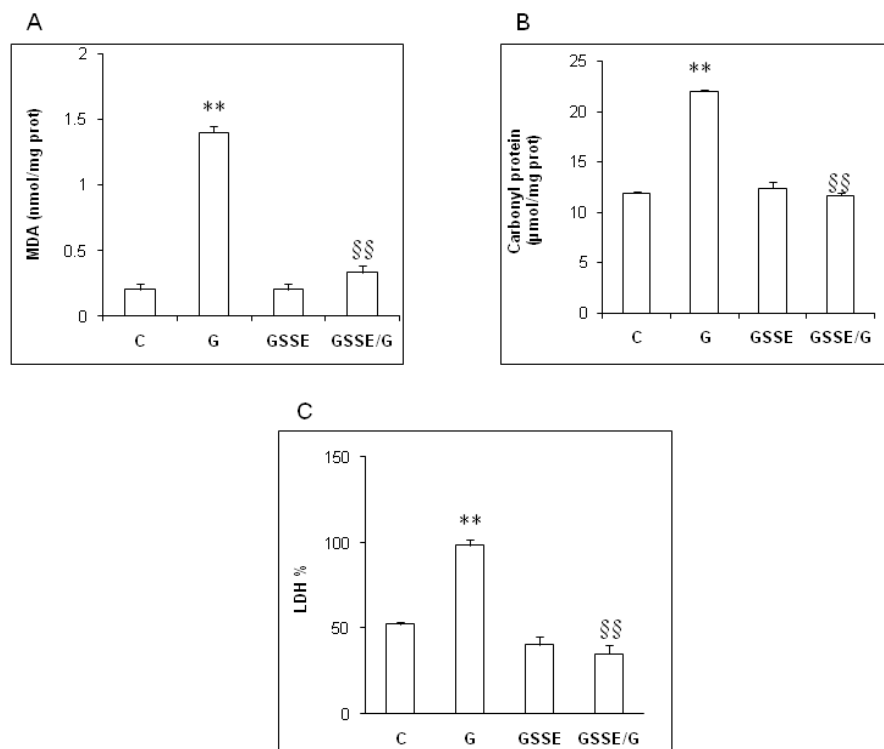 A
MDA (nmol/mg prot)
2
1.5
1
0.5
0
**
§§
C G GSSE GSSE/G
B
Carbonyl protein
(µmol/mg prot)
25
20
15
10
5
0
**
§§
C G GSSE GSSE/G
C
LDH %
150
100
50
0
**
§§
C G GSSE GSSE/G